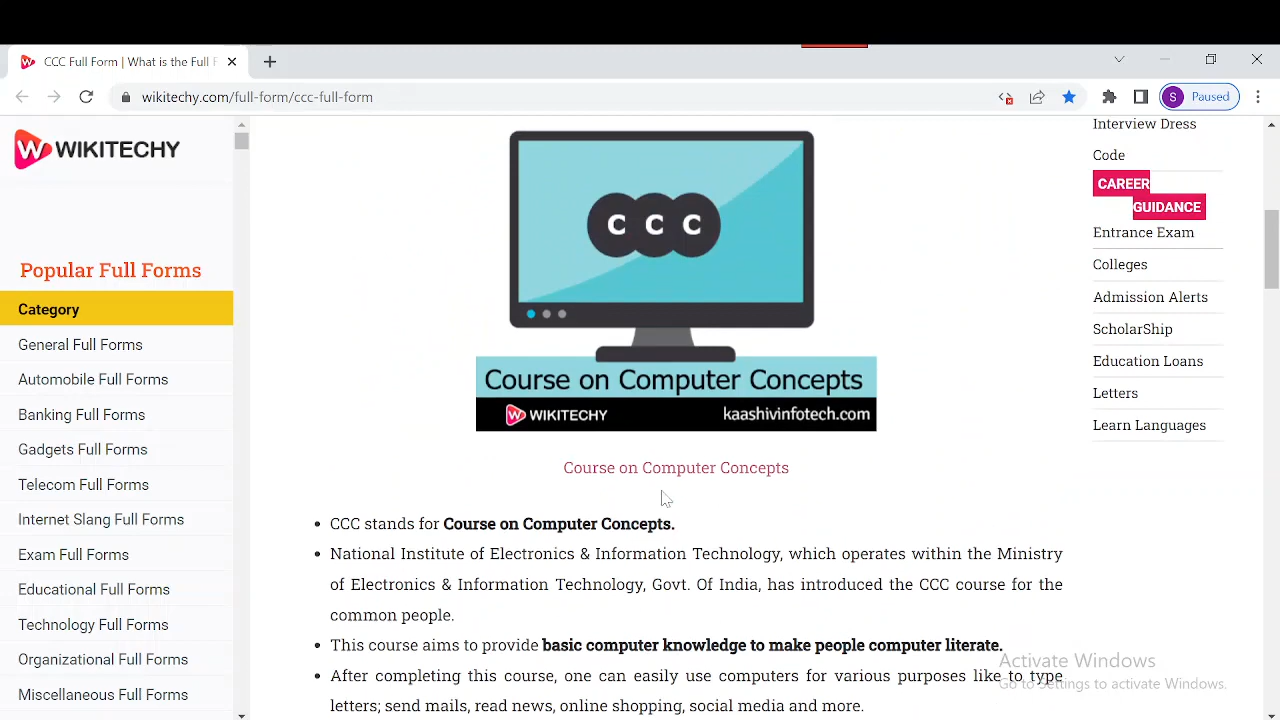 CCC Full Form | What is the Full F
wikitechy.com/full-form/ccc-full-form
S Paused
W WIKITECHY
Popular Full Forms
Category
General Full Forms
Automobile Full Forms
Banking Full Forms
Gadgets Full Forms
Telecom Full Forms
Internet Slang Full Forms
Exam Full Forms
Educational Full Forms
Technology Full Forms
Organizational Full Forms
Miscellaneous Full Forms
C C C
Course on Computer Concepts
W WIKITECHY kaashivinfotech.com
Course on Computer Concepts
• CCC stands for Course on Computer Concepts.
• National Institute of Electronics & Information Technology, which operates within the Ministry
of Electronics & Information Technology, Govt. Of India, has introduced the CCC course for the
common people.
• This course aims to provide basic computer knowledge to make people computer literate.
• After completing this course, one can easily use computers for various purposes like to type
letters; send mails, read news, online shopping, social media and more.
Interview Dress
Code
CAREER
GUIDANCE
Entrance Exam
Colleges
Admission Alerts
ScholarShip
Education Loans
Letters
Learn Languages
Activate Windows
Go to Settings to activate Windows.